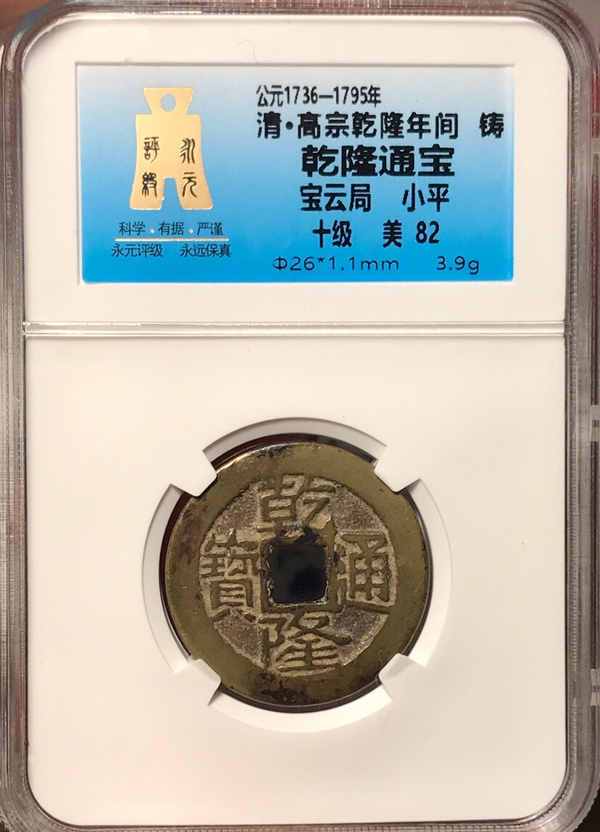 公元1736—1795年
清·高宗乾隆年间 铸
乾隆通宝
宝云局 小平
十级 美 82
Φ26*1.1mm 3.9g
永元
評級
科学·有据·严谨
永元评级 永远保真
乾
隆
通
寳